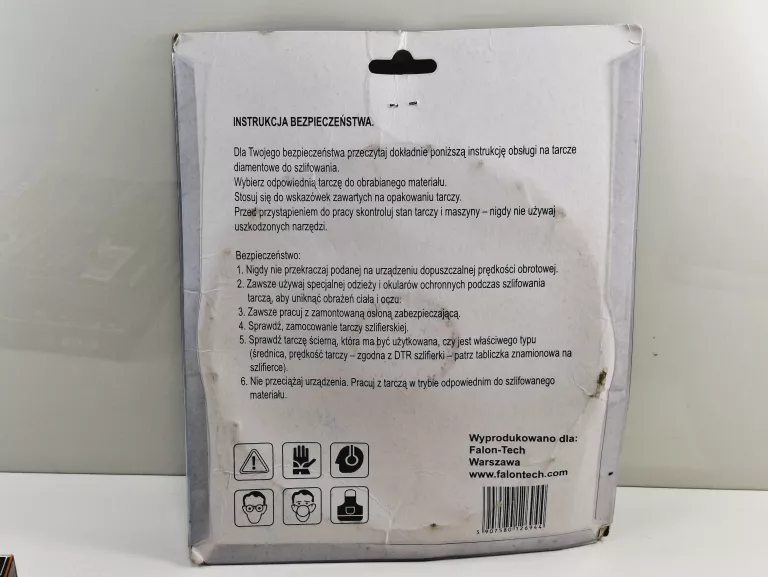 INSTRUKCJA BEZPIECZEŃSTWA.
Dla Twojego bezpieczeństwa przeczytaj dokładnie poniższą instrukcję obsługi na tarcze
diamentowe do szlifowania.
Wybierz odpowiednią tarczę do obrabianego materiału.
Stosuj się do wskazówek zawartych na opakowaniu tarczy.
Przed przystąpieniem do pracy skontroluj stan tarczy i maszyny – nigdy nie używaj
uszkodzonych narzędzi.
Bezpieczeństwo:
1. Nigdy nie przekraczaj podanej na urządzeniu dopuszczalnej prędkości obrotowej.
2. Zawsze używaj specjalnej odzieży i okularów ochronnych podczas szlifowania
tarczą, aby uniknąć obrażeń ciała i oczu.
3. Zawsze pracuj z zamontowaną osłoną zabezpieczającą.
4. Sprawdź, zamocowanie tarczy szlifierskiej.
5. Sprawdź tarczę ścierną, która ma być użytkowana, czy jest właściwego typu
(średnica, prędkość tarczy – zgodna z DTR szlifierki – patrz tabliczka znamionowa na
szlifierce).
6. Nie przeciążaj urządzenia. Pracuj z tarczą w trybie odpowiednim do szlifowanego
materiału.
Wyprodukowano dla:
Falon-Tech
Warszawa
www.falontech.com
5 907580 726944